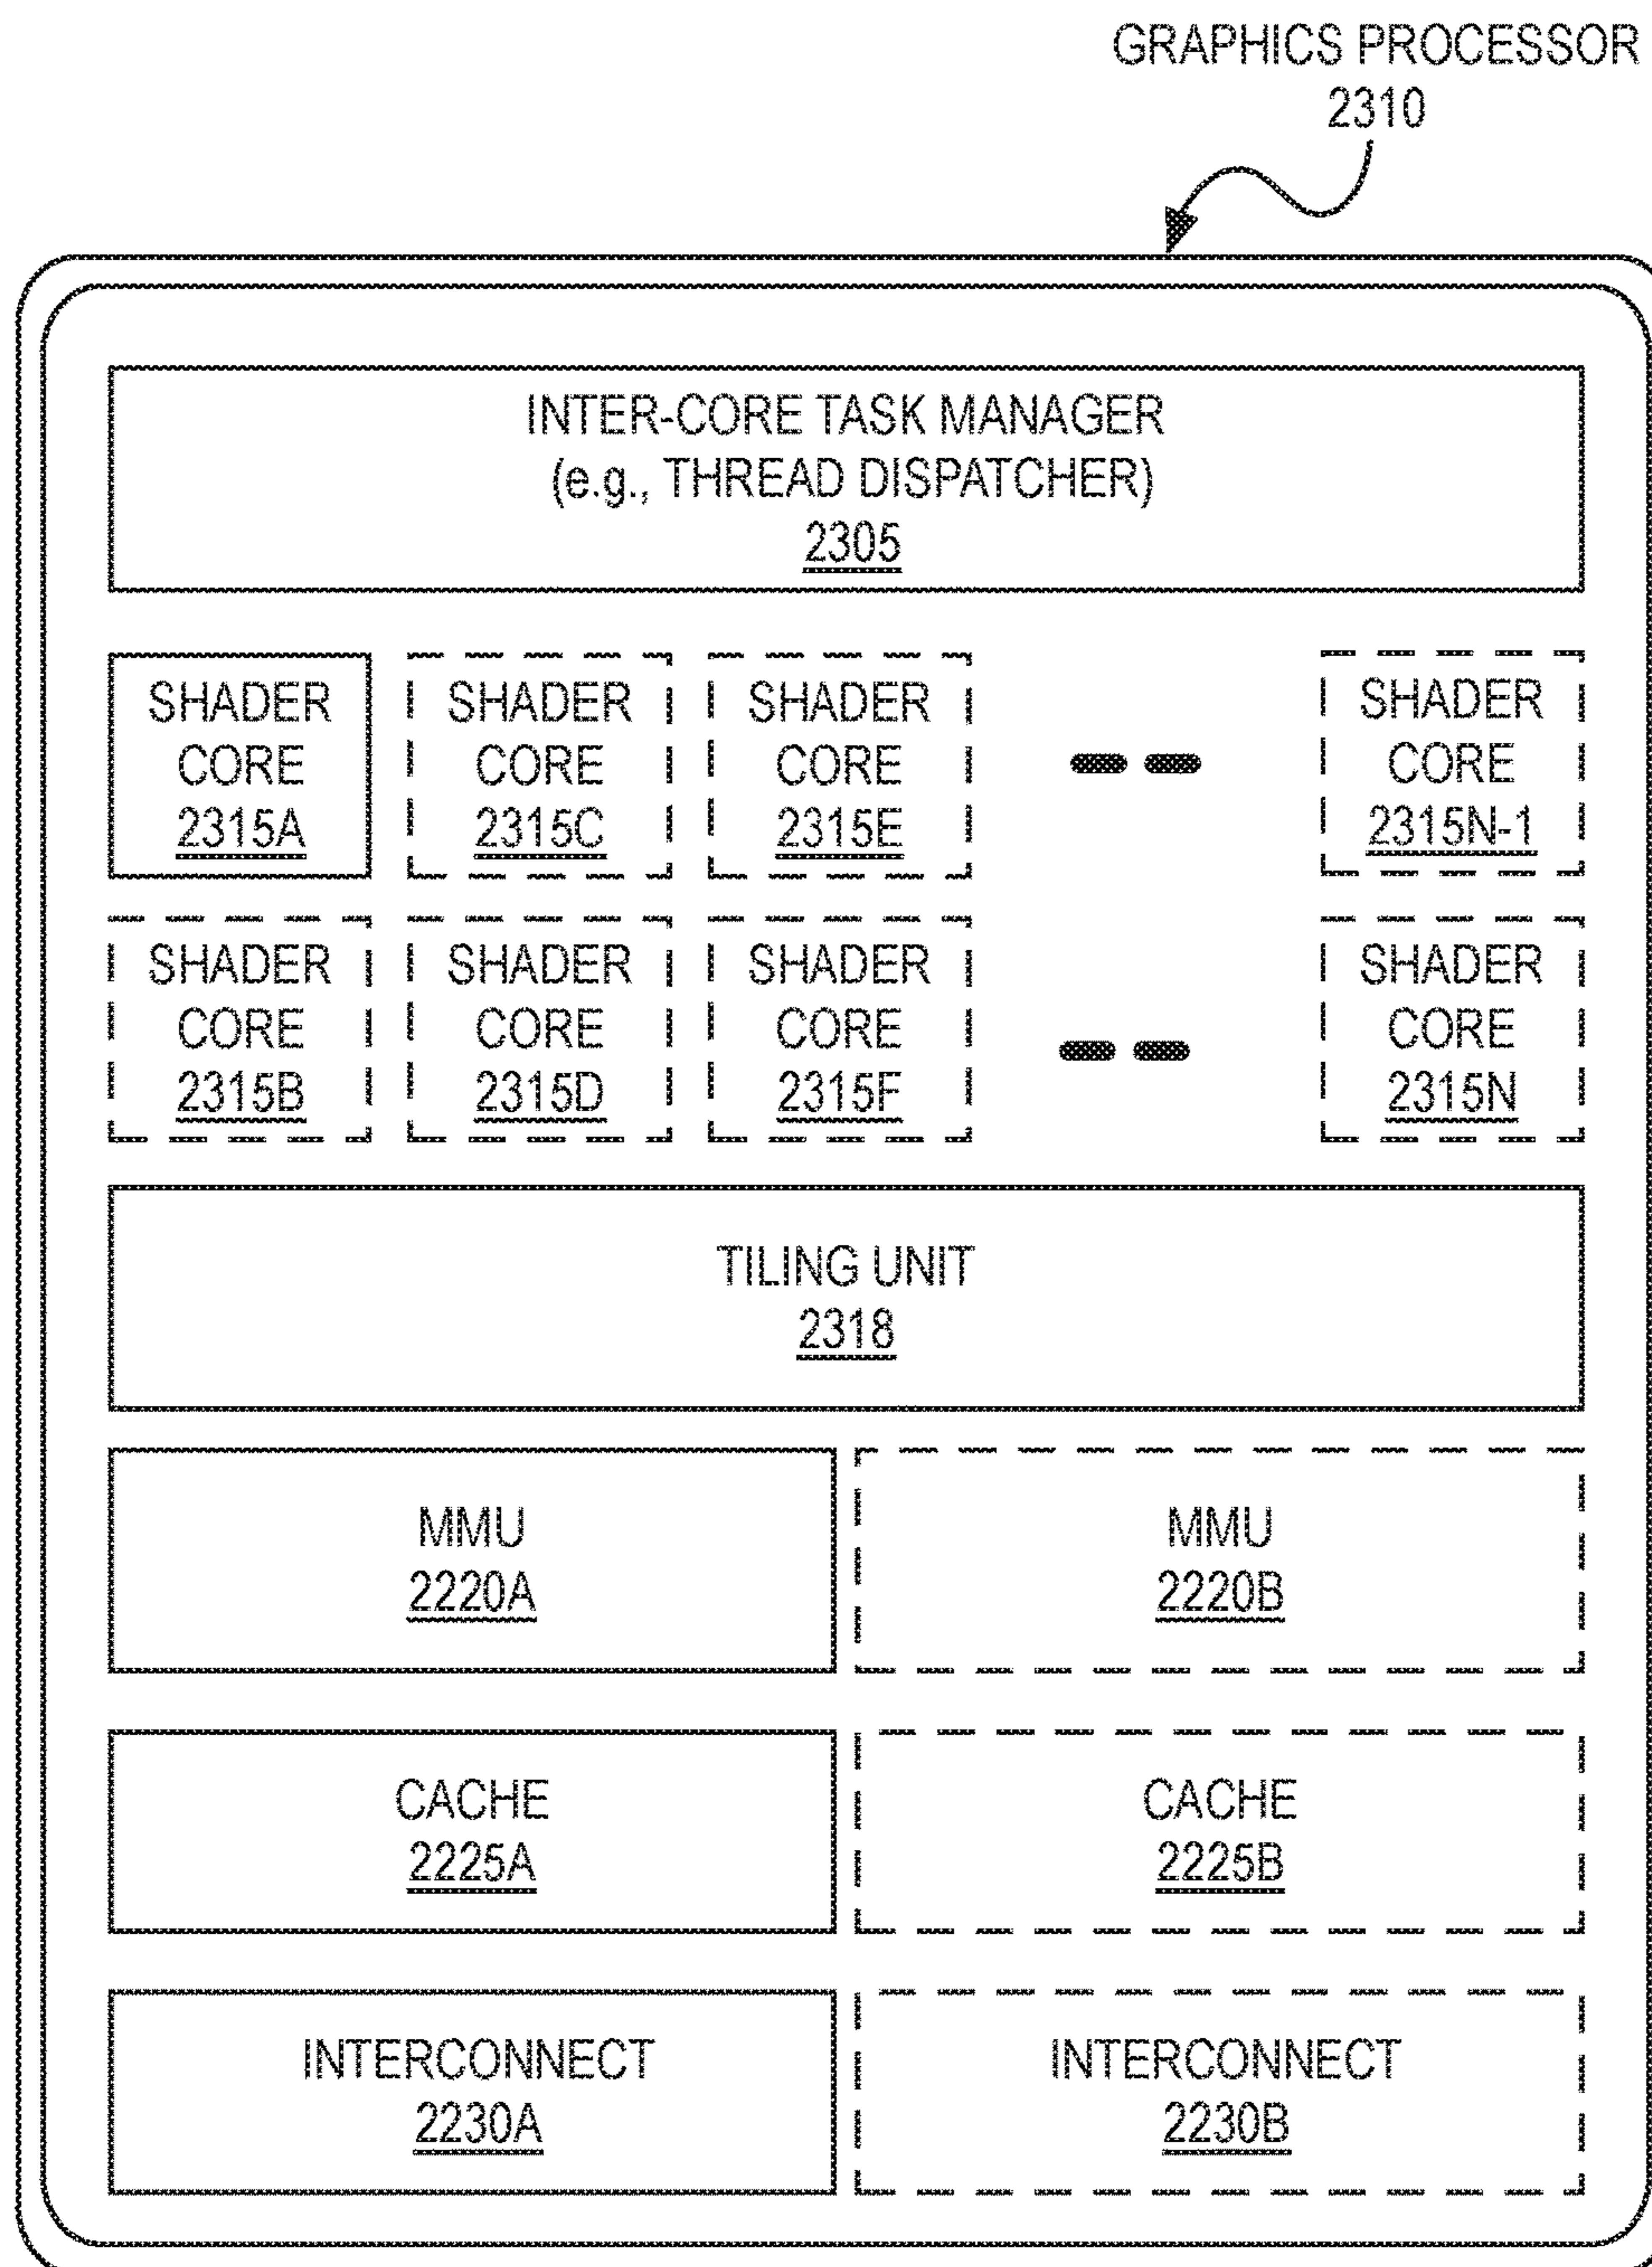 GRAPHICS PROCESSOR
2310
INTER-CORE TASK MANAGER
(e.g., THREAD DISPATCHER)
2305
SHADER
CORE
2315A
SHADER
CORE
2315C
SHADER
CORE
2315E
SHADER
CORE
2315N-1
SHADER
CORE
2315B
SHADER
CORE
2315D
SHADER
CORE
2315F
SHADER
CORE
2315N
TILING UNIT
2318
MMU
2220A
MMU
2220B
CACHE
2225A
CACHE
2225B
INTERCONNECT
2230A
INTERCONNECT
2230B